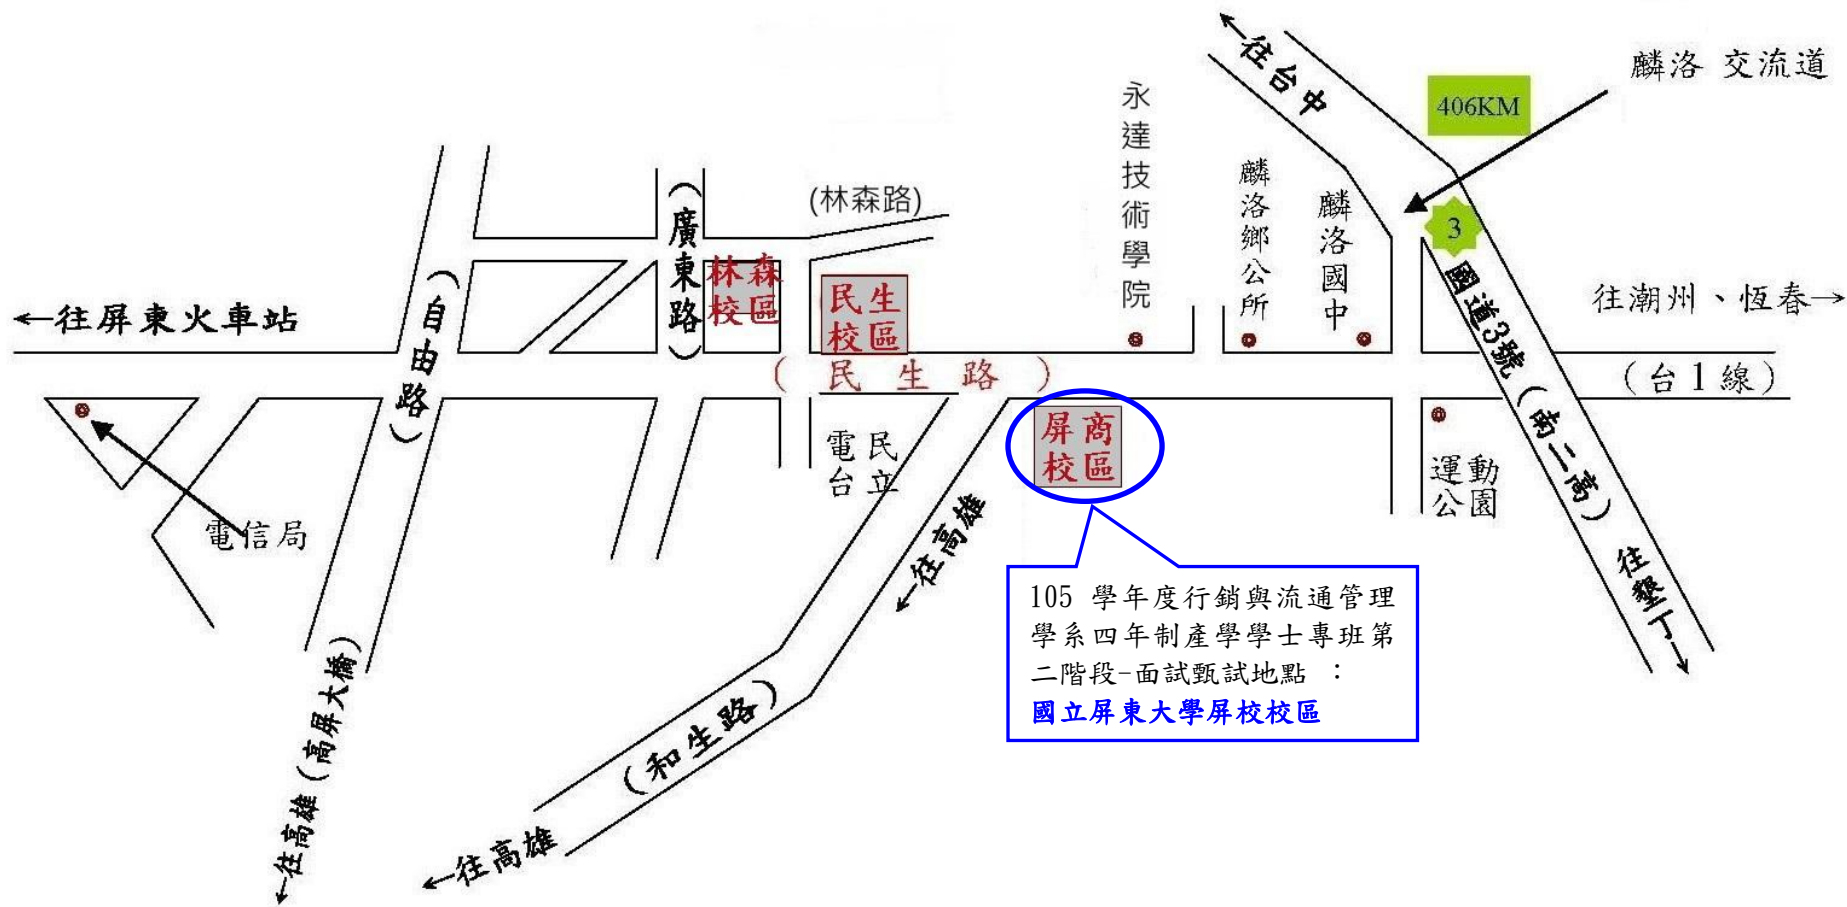 ←往台中
麟洛 交流道
406KM
永達技術學院
麟洛鄉公所
麟洛國中
(林森路)
(廣東路)
3
林森
校區
民生
校區
(自由路)
國道3號(南二高)
往墾丁→
←往屏東火車站
往潮州、恆春→
(民生路)
(台1線)
屏商
校區
電民
台立
運動
公園
電信局
←往高雄
105 學年度行銷與流通管理
學系四年制產學學士專班第
二階段-面試甄試地點 :
國立屏東大學屏校校區
←往高雄(高屏大橋)
(和生路)
←往高雄